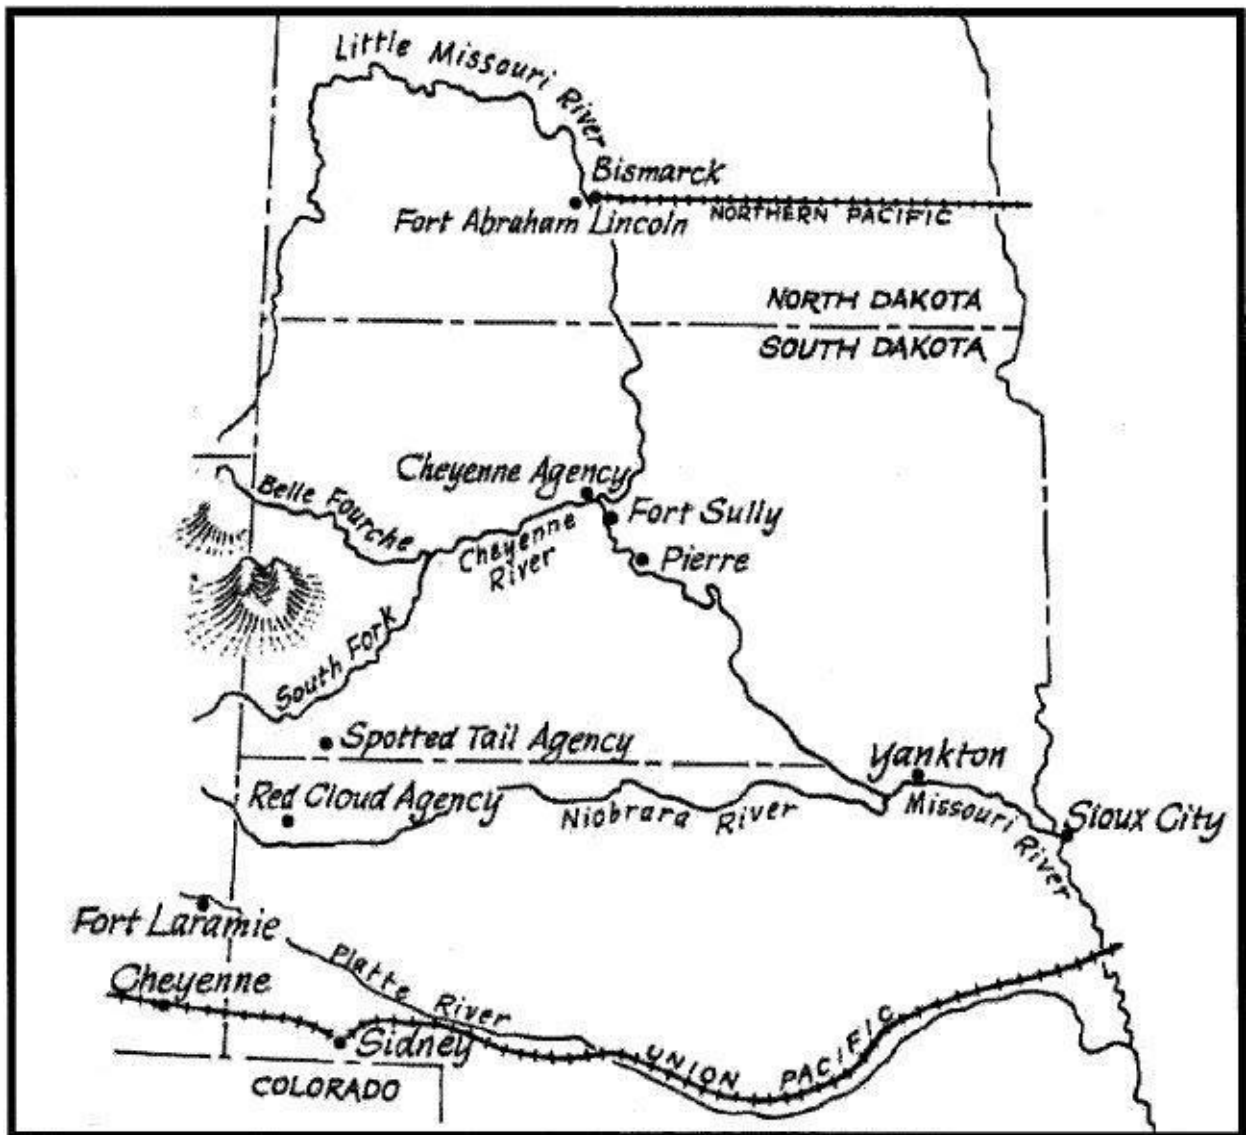 Little Missouri River
Bismarck
Fort Abraham Lincoln
NORTHERN PACIFIC
NORTH DAKOTA
SOUTH DAKOTA
Cheyenne Agency
Belle Fourche
Fort Sully
Cheyenne
River
Pierre
South Fork
Spotted Tail Agency
Yankton
Red Cloud Agency
Niobrara River
Missouri River
Sioux City
Fort Laramie
Platte River
Cheyenne
Sidney
UNION PACIFIC
COLORADO